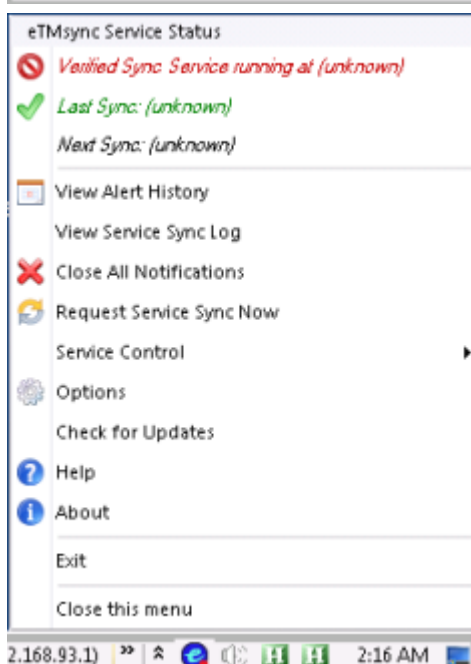 eTMsync Service Status
Verified Sync Service running at (unknown)
Last Sync: (unknown)
Next Sync: (unknown)
View Alert History
View Service Sync Log
Close All Notifications
Request Service Sync Now
Service Control
Options
Check for Updates
Help
About
Exit
Close this menu
2.168.93.1) 2:16 AM